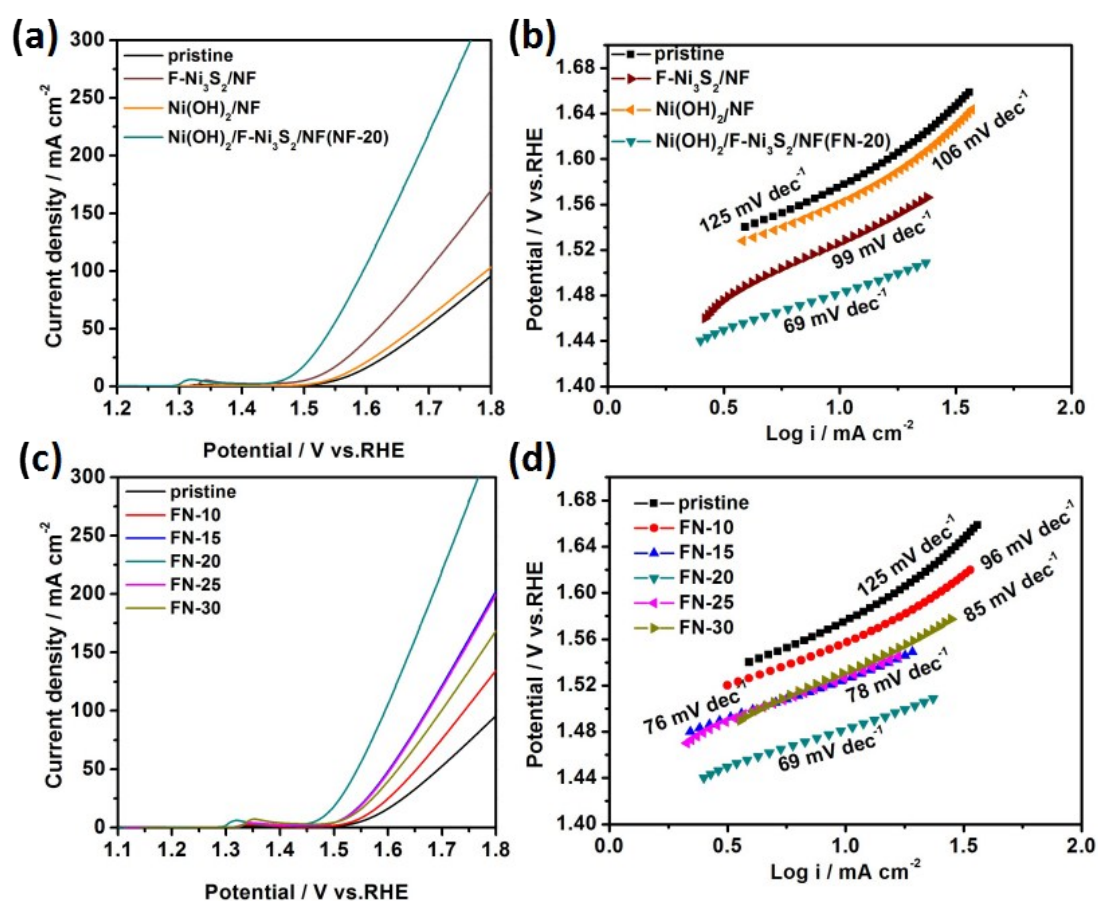 (a)
300
250
200
150
100
50
0
Current density / mA cm⁻²
pristine
F-Ni₃S₂/NF
Ni(OH)₂/NF
Ni(OH)₂/F-Ni₃S₂/NF(NF-20)
1.2 1.3 1.4 1.5 1.6 1.7 1.8
Potential / V vs.RHE
(b)
1.68
1.64
1.60
1.56
1.52
1.48
1.44
1.40
Potential / V vs.RHE
pristine
F-Ni₃S₂/NF
Ni(OH)₂/NF
Ni(OH)₂/F-Ni₃S₂/NF(FN-20)
125 mV dec⁻¹
106 mV dec⁻¹
99 mV dec⁻¹
69 mV dec⁻¹
0.0 0.5 1.0 1.5 2.0
Log i / mA cm⁻²
(c)
300
250
200
150
100
50
0
Current density / mA cm⁻²
pristine
FN-10
FN-15
FN-20
FN-25
FN-30
1.1 1.2 1.3 1.4 1.5 1.6 1.7 1.8
Potential / V vs.RHE
(d)
1.68
1.64
1.60
1.56
1.52
1.48
1.44
1.40
Potential / V vs.RHE
pristine
FN-10
FN-15
FN-20
FN-25
FN-30
125 mV dec⁻¹
96 mV dec⁻¹
85 mV dec⁻¹
76 mV dec⁻¹
78 mV dec⁻¹
69 mV dec⁻¹
0.0 0.5 1.0 1.5 2.0
Log i / mA cm⁻²